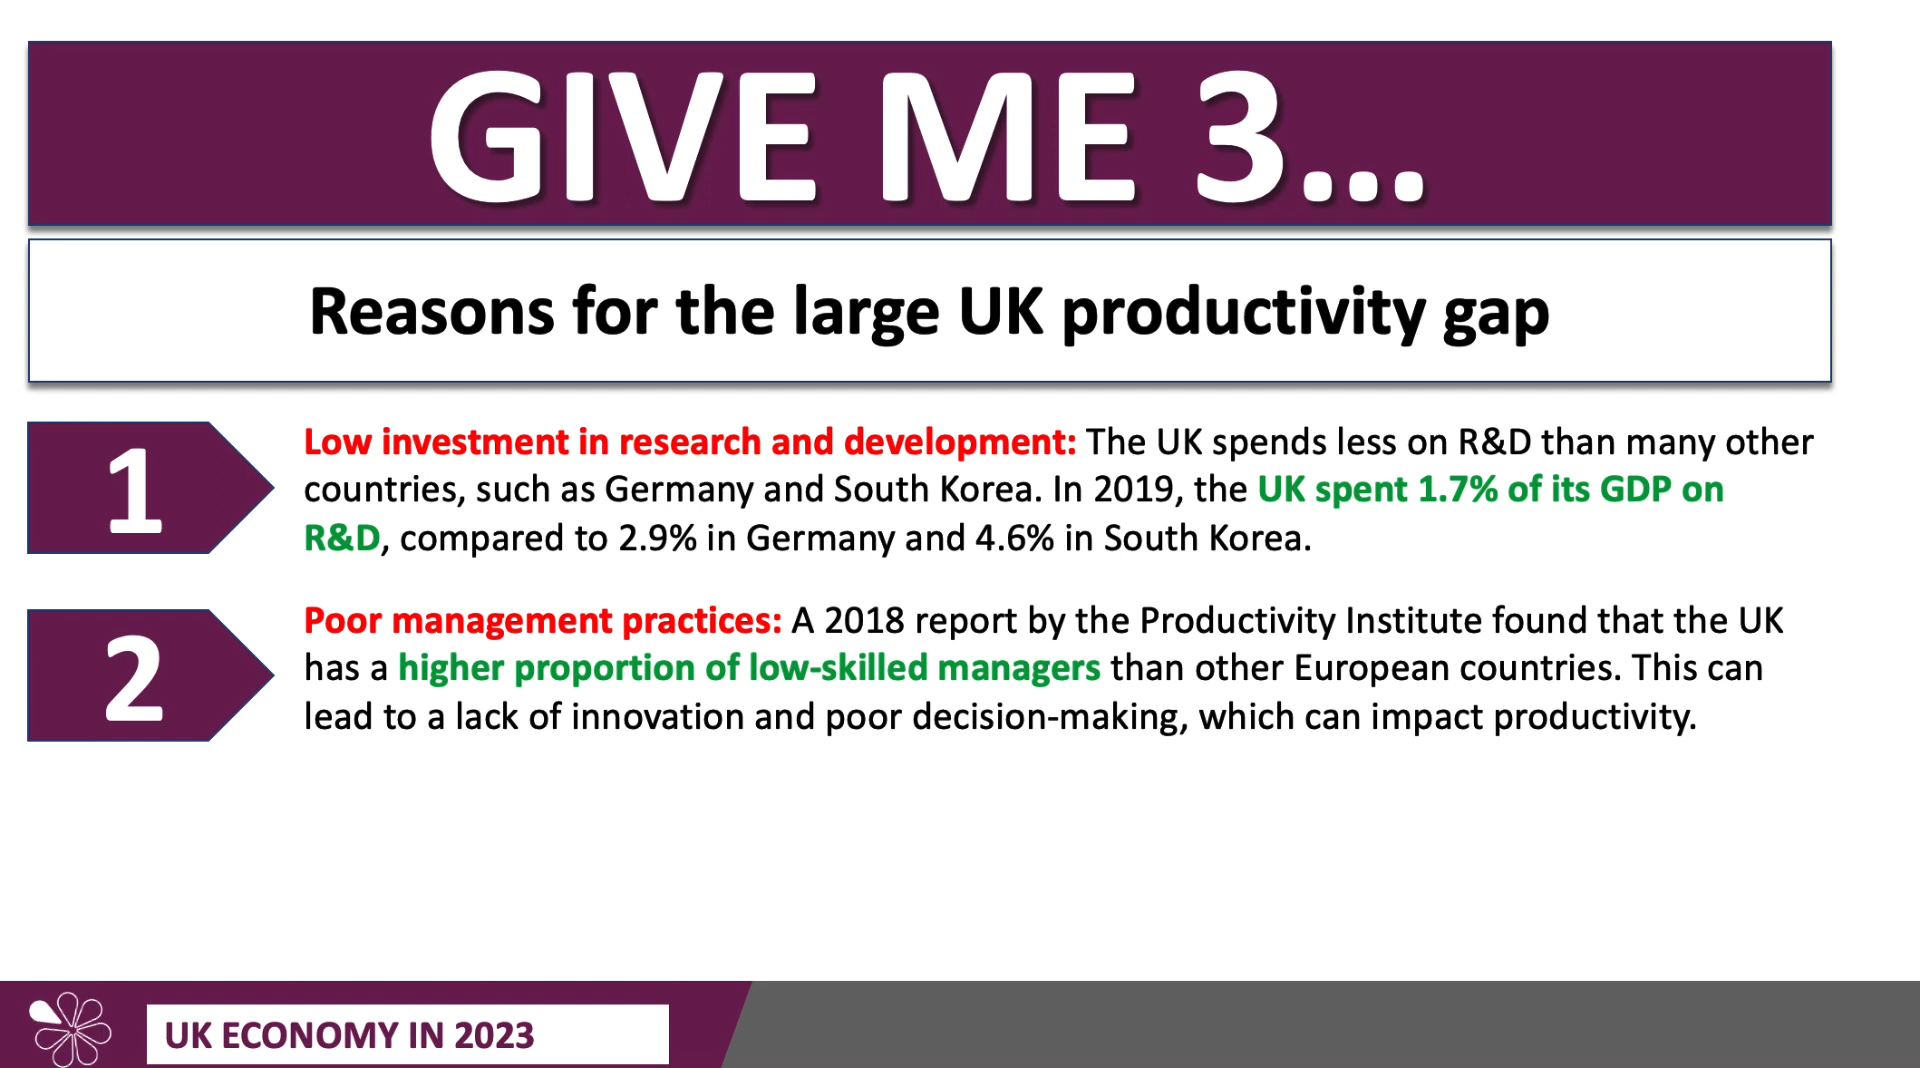 GIVE ME 3...
Reasons for the large UK productivity gap
1
Low investment in research and development: The UK spends less on R&D than many other
countries, such as Germany and South Korea. In 2019, the UK spent 1.7% of its GDP on
R&D, compared to 2.9% in Germany and 4.6% in South Korea.
2
Poor management practices: A 2018 report by the Productivity Institute found that the UK
has a higher proportion of low-skilled managers than other European countries. This can
lead to a lack of innovation and poor decision-making, which can impact productivity.
UK ECONOMY IN 2023